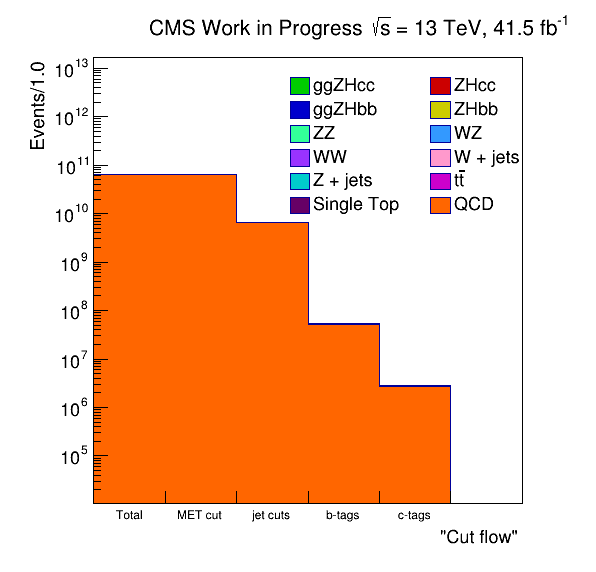 CMS Work in Progress √s = 13 TeV, 41.5 fb⁻¹
Events/1.0
10¹³
10¹²
10¹¹
10¹⁰
10⁹
10⁸
10⁷
10⁶
10⁵
ggZHcc ZHcc
ggZHbb ZHbb
ZZ WZ
WW W + jets
Z + jets tt̄
Single Top QCD
Total MET cut jet cuts b-tags c-tags
"Cut flow"